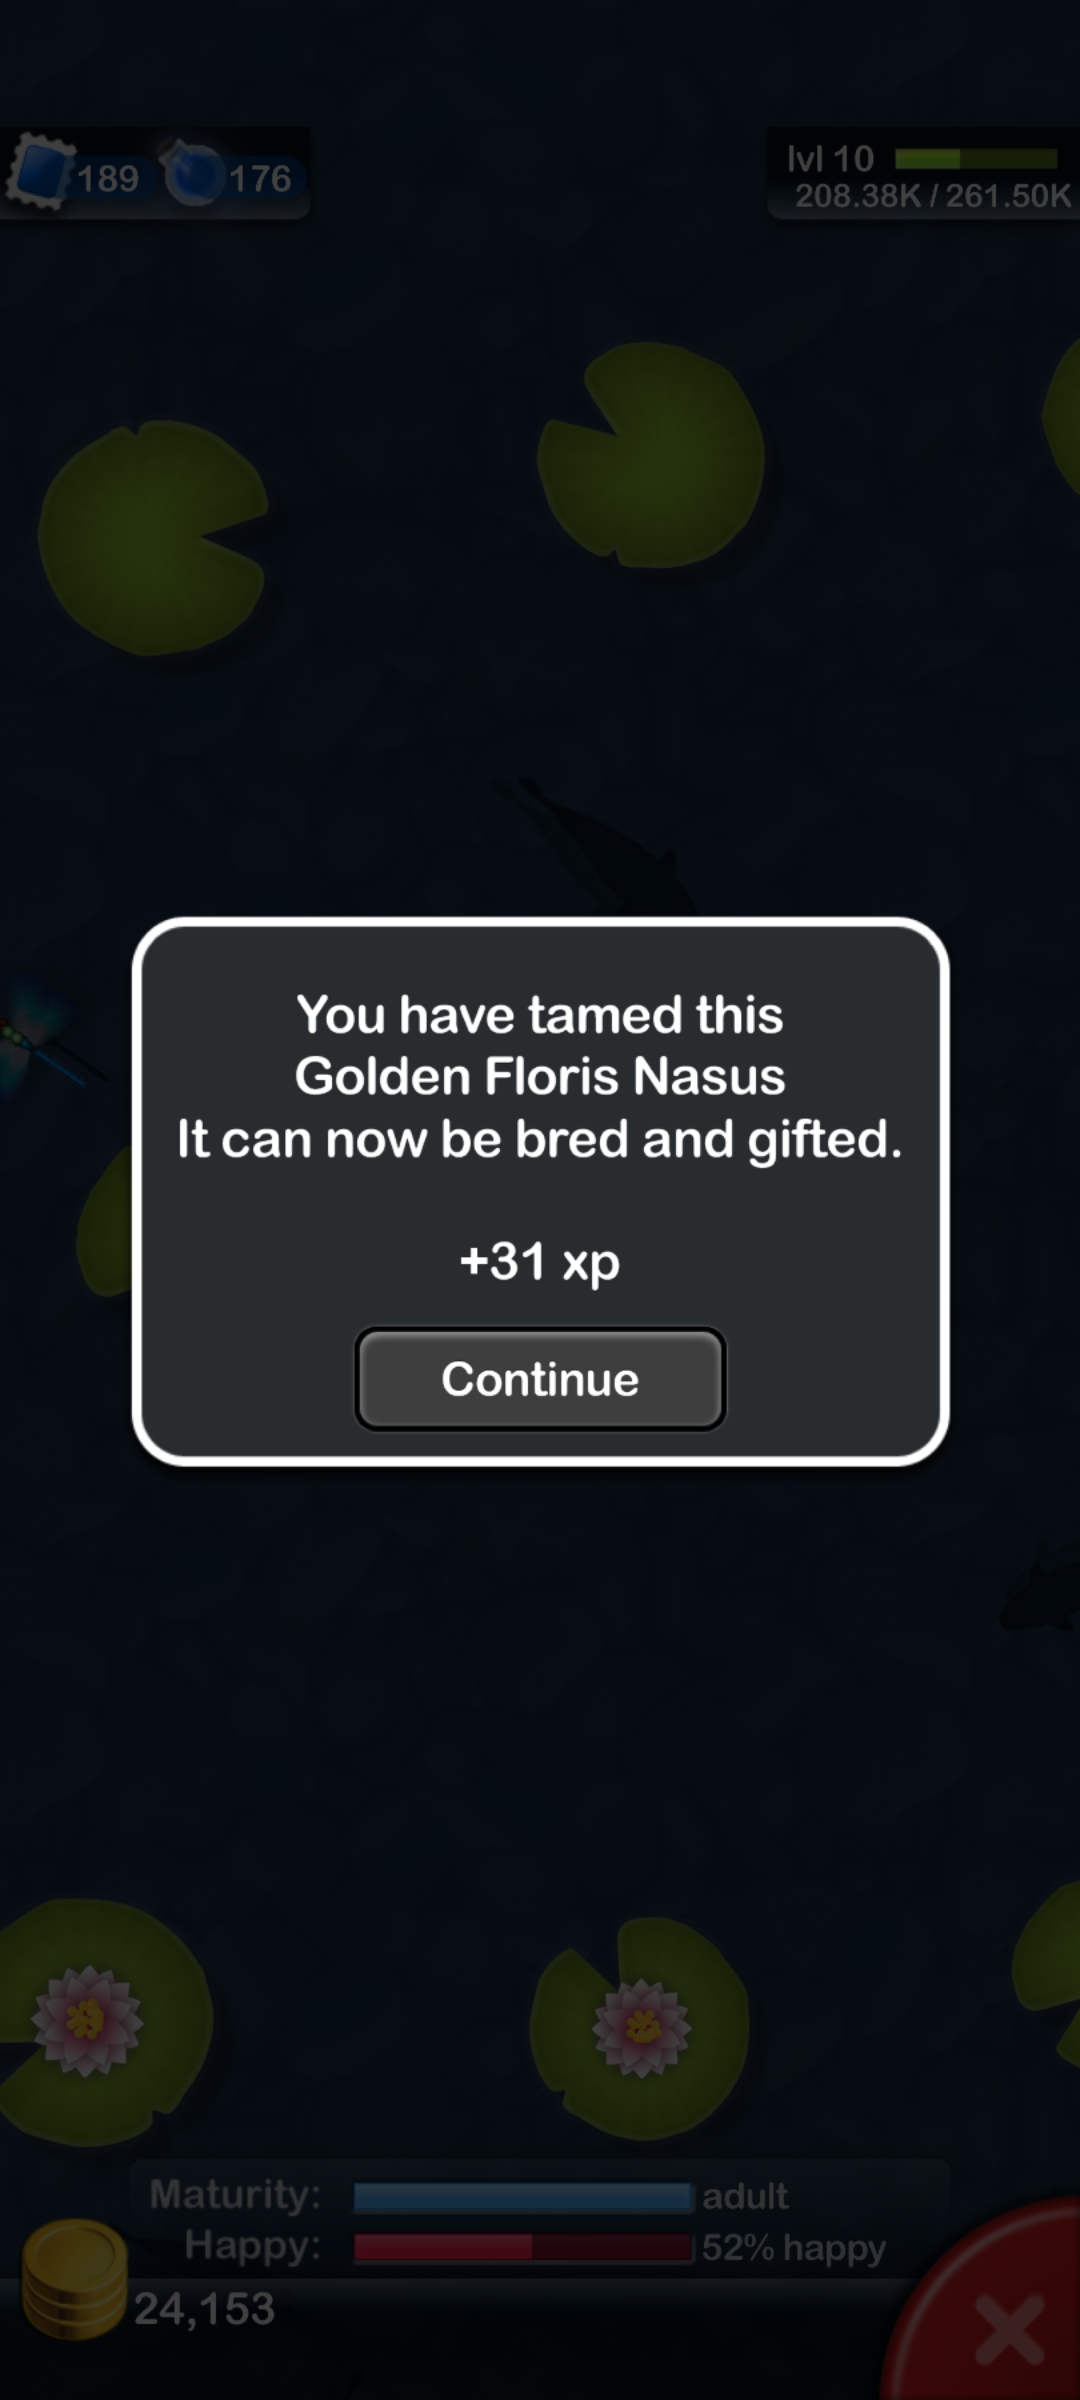 189 176
lvl 10
208.38K / 261.50K
You have tamed this
Golden Floris Nasus
It can now be bred and gifted.
+31 xp
Continue
Maturity: adult
Happy: 52% happy
24,153